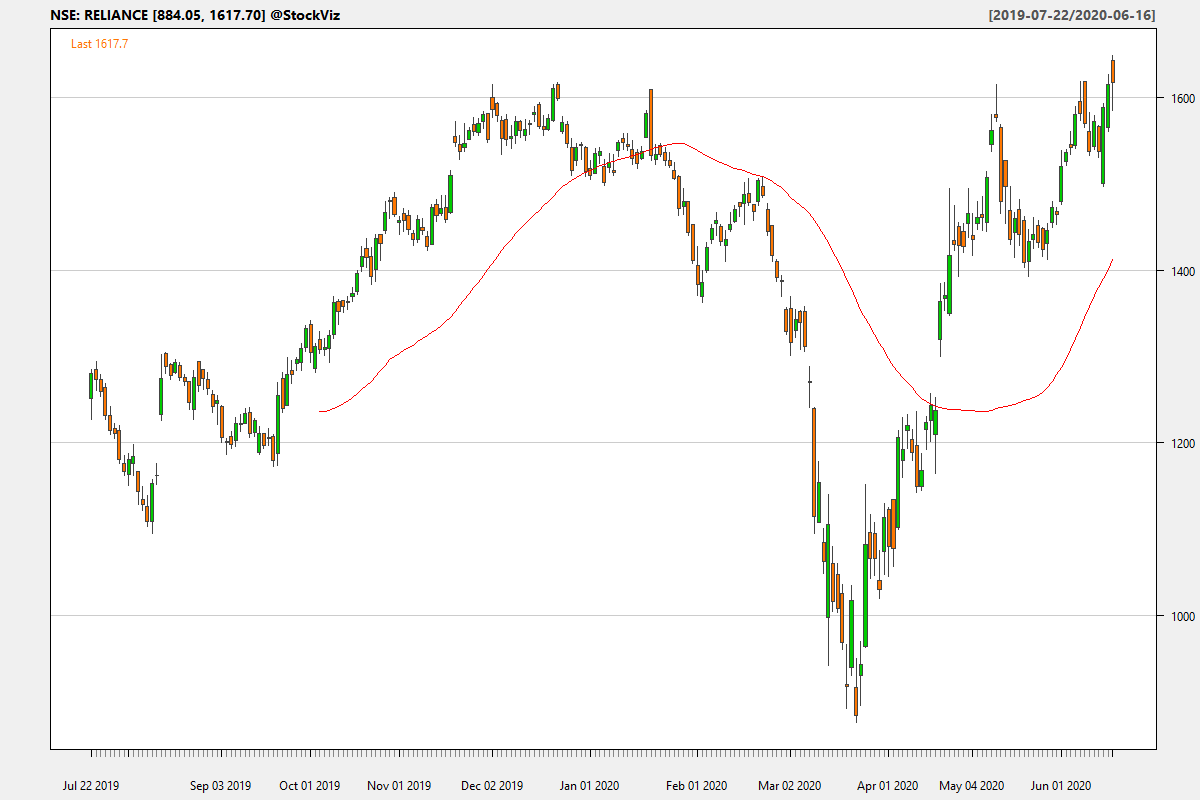 NSE: RELIANCE [884.05, 1617.70] @StockViz [2019-07-22/2020-06-16]
Last 1617.7
1600
1400
1200
1000
Jul 22 2019 Sep 03 2019 Oct 01 2019 Nov 01 2019 Dec 02 2019 Jan 01 2020 Feb 01 2020 Mar 02 2020 Apr 01 2020 May 04 2020 Jun 01 2020